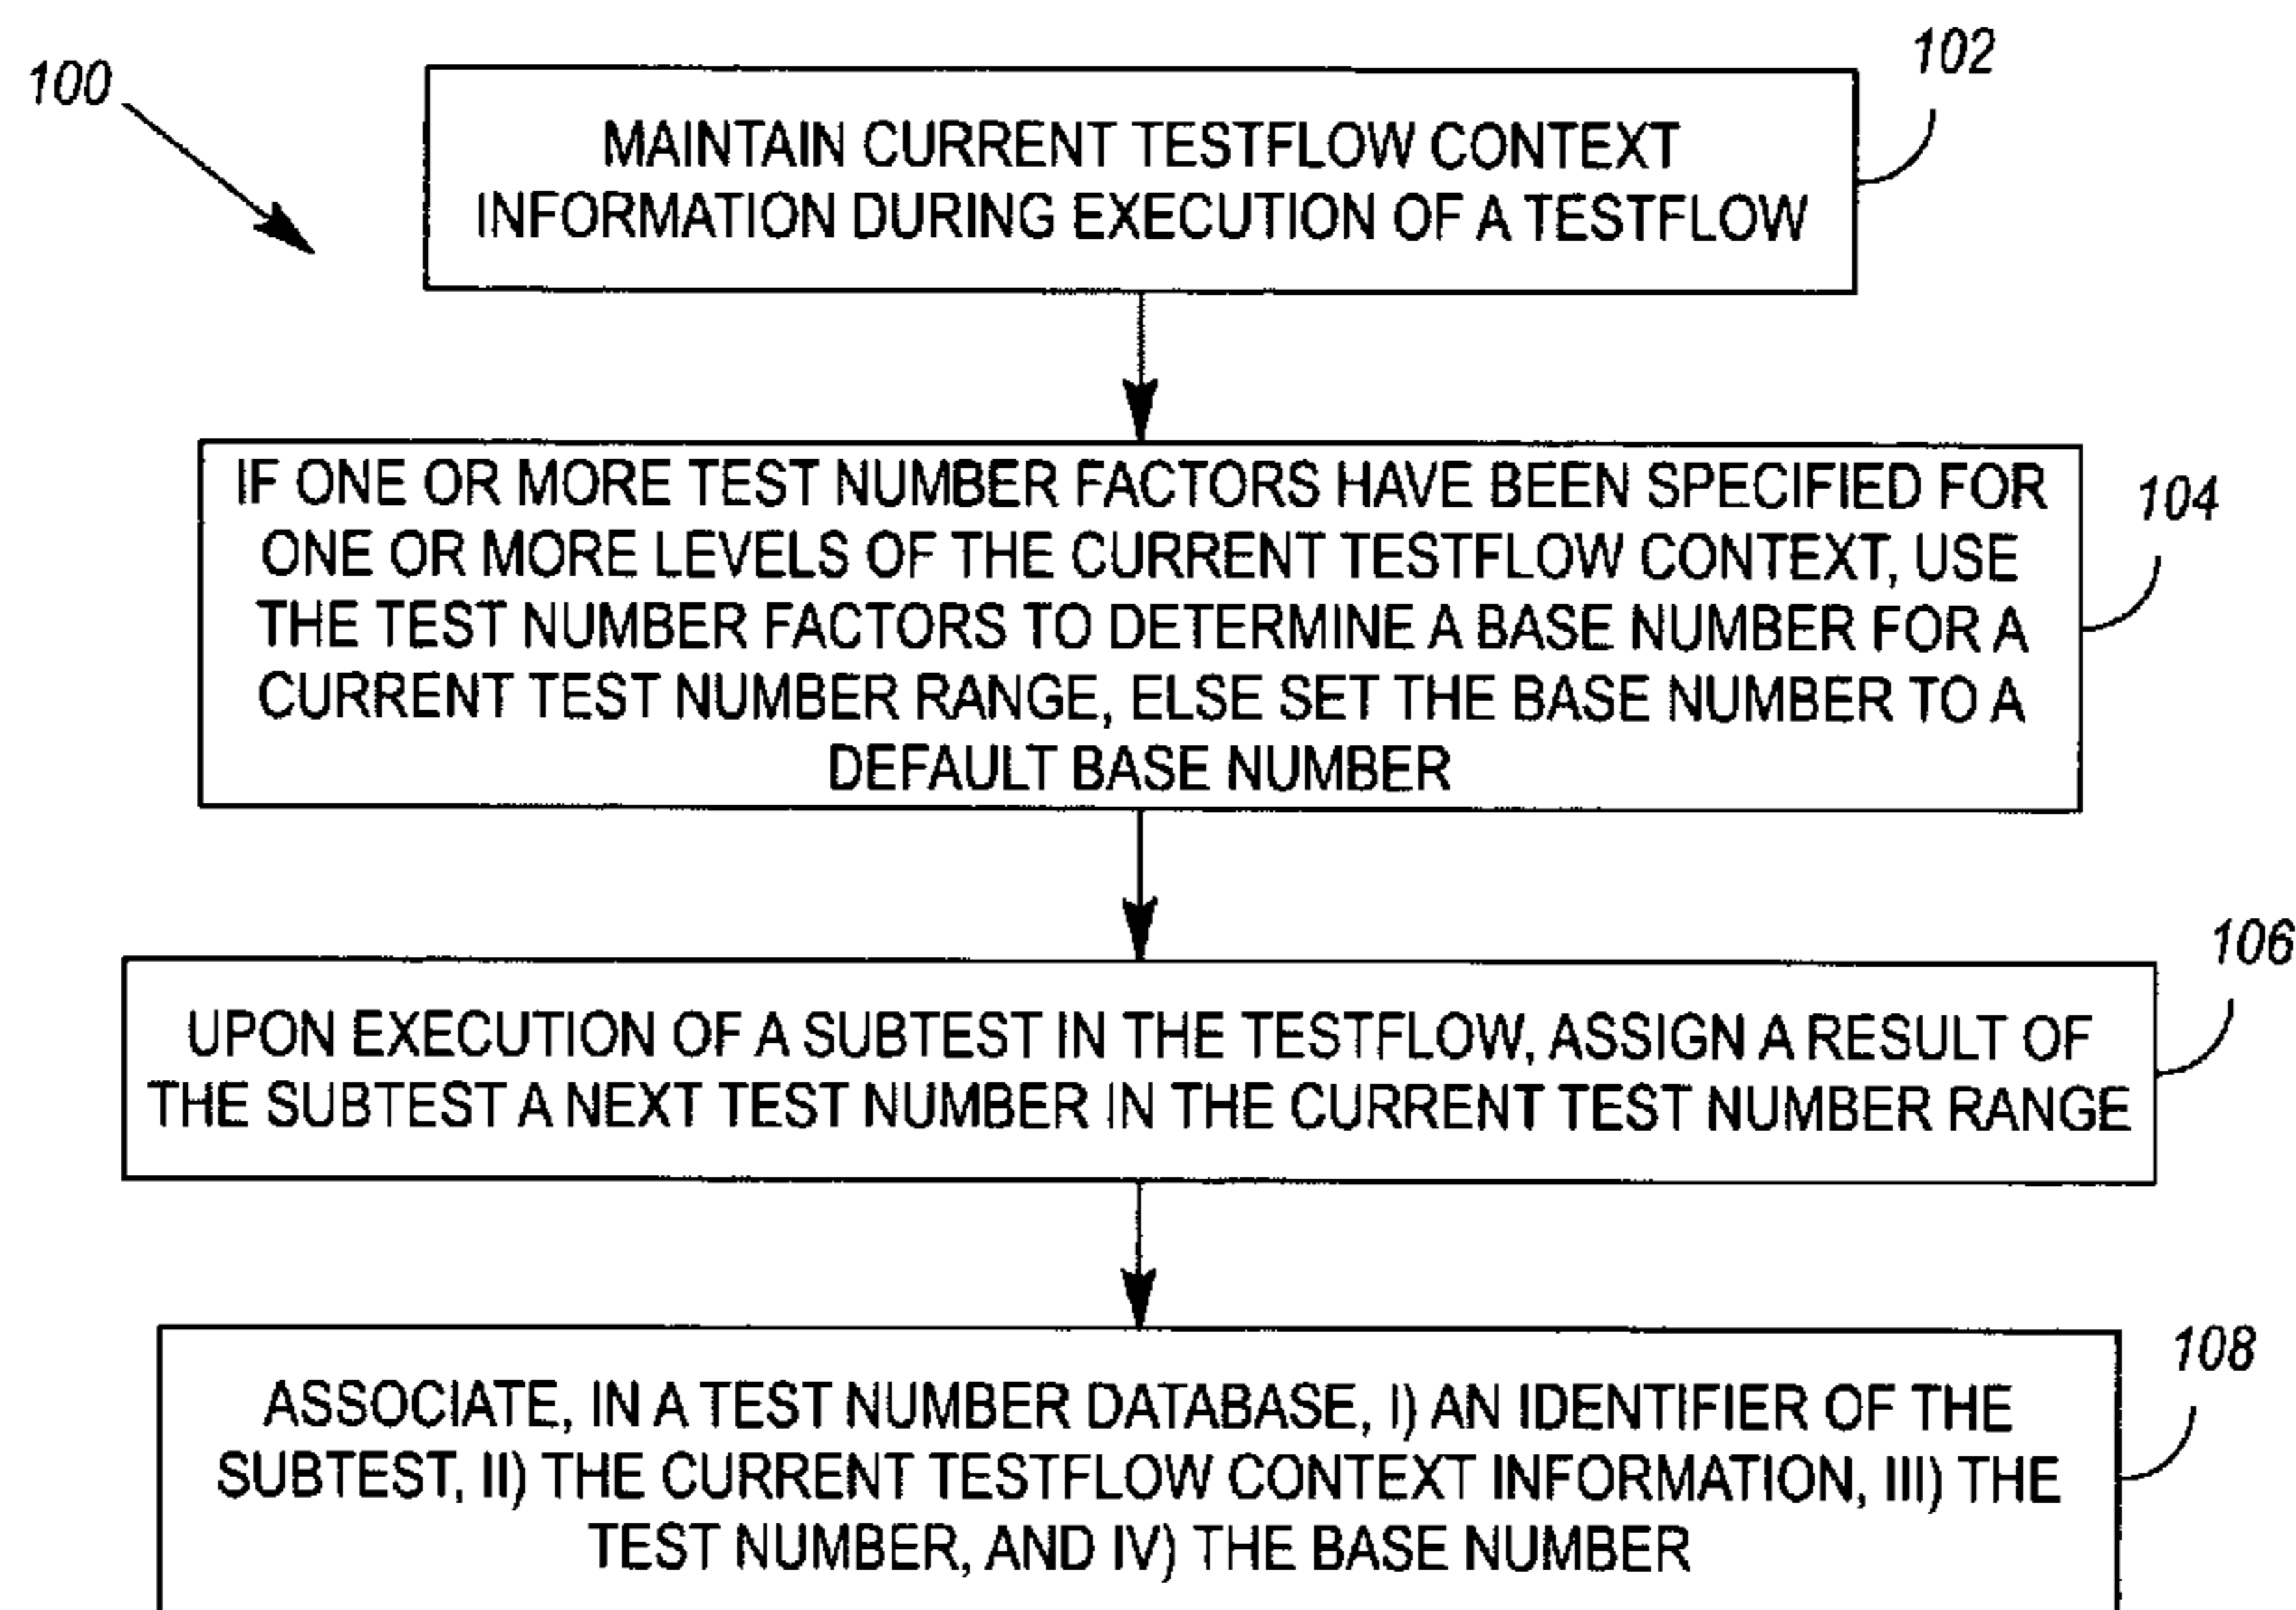 100
102
MAINTAIN CURRENT TESTFLOW CONTEXT
INFORMATION DURING EXECUTION OF A TESTFLOW
IF ONE OR MORE TEST NUMBER FACTORS HAVE BEEN SPECIFIED FOR
ONE OR MORE LEVELS OF THE CURRENT TESTFLOW CONTEXT, USE
THE TEST NUMBER FACTORS TO DETERMINE A BASE NUMBER FOR A
CURRENT TEST NUMBER RANGE, ELSE SET THE BASE NUMBER TO A
DEFAULT BASE NUMBER
104
UPON EXECUTION OF A SUBTEST IN THE TESTFLOW, ASSIGN A RESULT OF
THE SUBTEST A NEXT TEST NUMBER IN THE CURRENT TEST NUMBER RANGE
106
ASSOCIATE, IN A TEST NUMBER DATABASE, I) AN IDENTIFIER OF THE
SUBTEST, II) THE CURRENT TESTFLOW CONTEXT INFORMATION, III) THE
TEST NUMBER, AND IV) THE BASE NUMBER
108